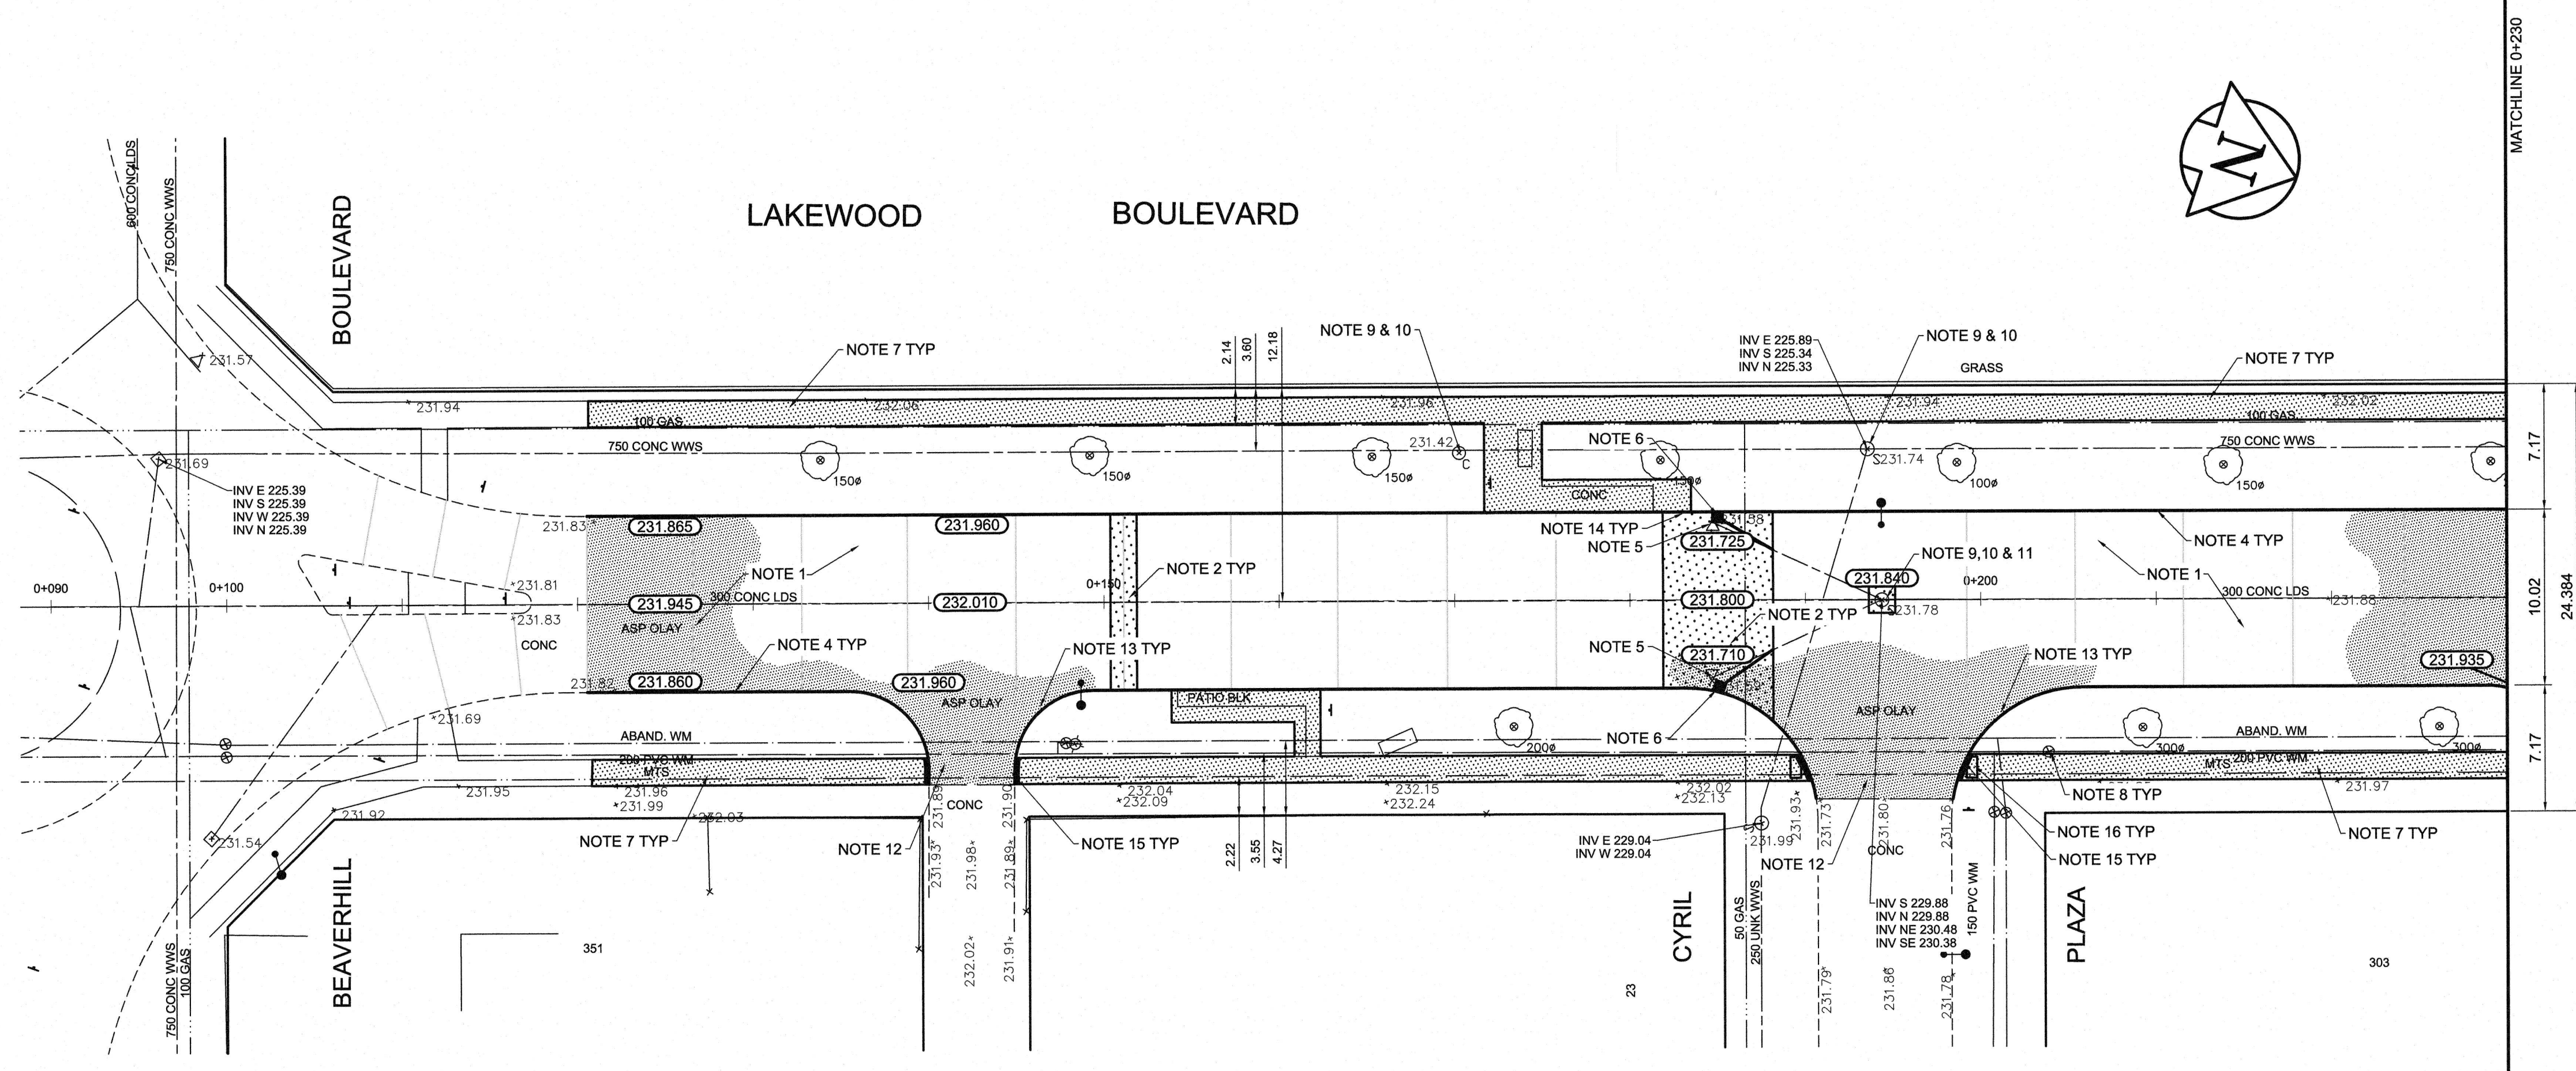 MATCHLINE 0+230
N
LAKEWOOD BOULEVARD
BOULEVARD
600 CONC LDS
750 CONC WWS
231.57
NOTE 7 TYP
2.14
3.60
12.18
NOTE 9 & 10
INV E 225.89
INV S 225.34
INV N 225.33
NOTE 9 & 10
GRASS
NOTE 7 TYP
231.94
232.06
231.96
231.94
232.02
100 GAS
100 GAS
750 CONC WWS
231.42
C
NOTE 6
S231.74
750 CONC WWS
7.17
231.69
150ø
150ø
150ø
150ø
100ø
150ø
INV E 225.39
INV S 225.39
INV W 225.39
INV N 225.39
CONC
231.83
231.865
231.960
NOTE 14 TYP
NOTE 5
231.725
NOTE 4 TYP
NOTE 1
NOTE 2 TYP
NOTE 9,10 & 11
NOTE 1
0+090
0+100
231.81
231.945
300 CONC LDS
232.010
0+150
231.800
231.840
0+200
S231.78
300 CONC LDS
231.88
10.02
24.384
231.83
ASP OLAY
NOTE 2 TYP
CONC
NOTE 4 TYP
NOTE 13 TYP
NOTE 5
231.710
NOTE 13 TYP
231.935
231.82
231.860
231.960
ASP OLAY
PATIO BLK
ASP OLAY
231.69
ABAND. WM
NOTE 6
200ø
300ø
ABAND. WM
300ø
7.17
200 PVC WM
MTS
MTS
200 PVC WM
231.95
231.96
231.99
CONC
232.04
232.09
232.15
232.24
232.02
232.13
NOTE 8 TYP
231.97
231.92
232.03
231.89
231.90
231.93
231.73
231.80
231.76
231.54
NOTE 7 TYP
NOTE 12
231.93
231.98
231.89
NOTE 15 TYP
2.22
3.55
4.27
INV E 229.04
INV W 229.04
S
231.99
NOTE 12
CONC
NOTE 16 TYP
NOTE 15 TYP
NOTE 7 TYP
BEAVERHILL
750 CONC WWS
100 GAS
351
232.02
231.91
23
CYRIL
50 GAS
250 UNK WWS
INV S 229.88
INV N 229.88
INV NE 230.48
INV SE 230.38
150 PVC WM
PLAZA
231.79
231.86
231.78
303